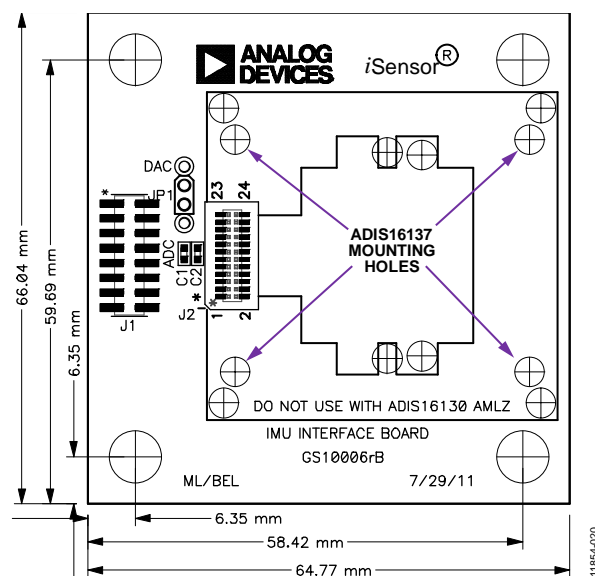 ANALOG
DEVICES
iSensor®
DAC
JP1
23 24
*
ADC
C1
C2
*
*
J1
J2
1 2
ADIS16137
MOUNTING
HOLES
66.04 mm
59.69 mm
6.35 mm
DO NOT USE WITH ADIS16130 AMLZ
IMU INTERFACE BOARD
GS10006rB
ML/BEL
7/29/11
6.35 mm
58.42 mm
64.77 mm
11854-020